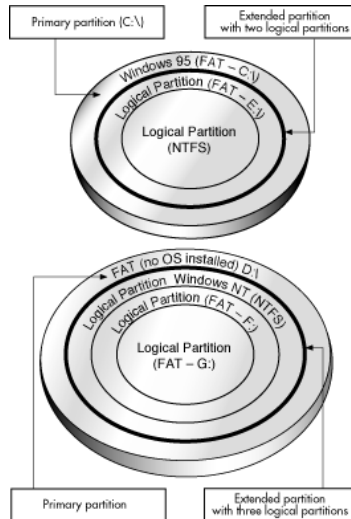 Primary partition (C:\)
Extended partition
with two logical partitions
Windows 95 (FAT – C:\)
Logical Partition (FAT – E:\)
Logical Partition
(NTFS)
FAT (no OS installed) D:\
Logical Partition Windows NT (NTFS)
Logical Partition (FAT – F:)
Logical Partition
(FAT – G:)
Primary partition
Extended partition
with three logical partitions